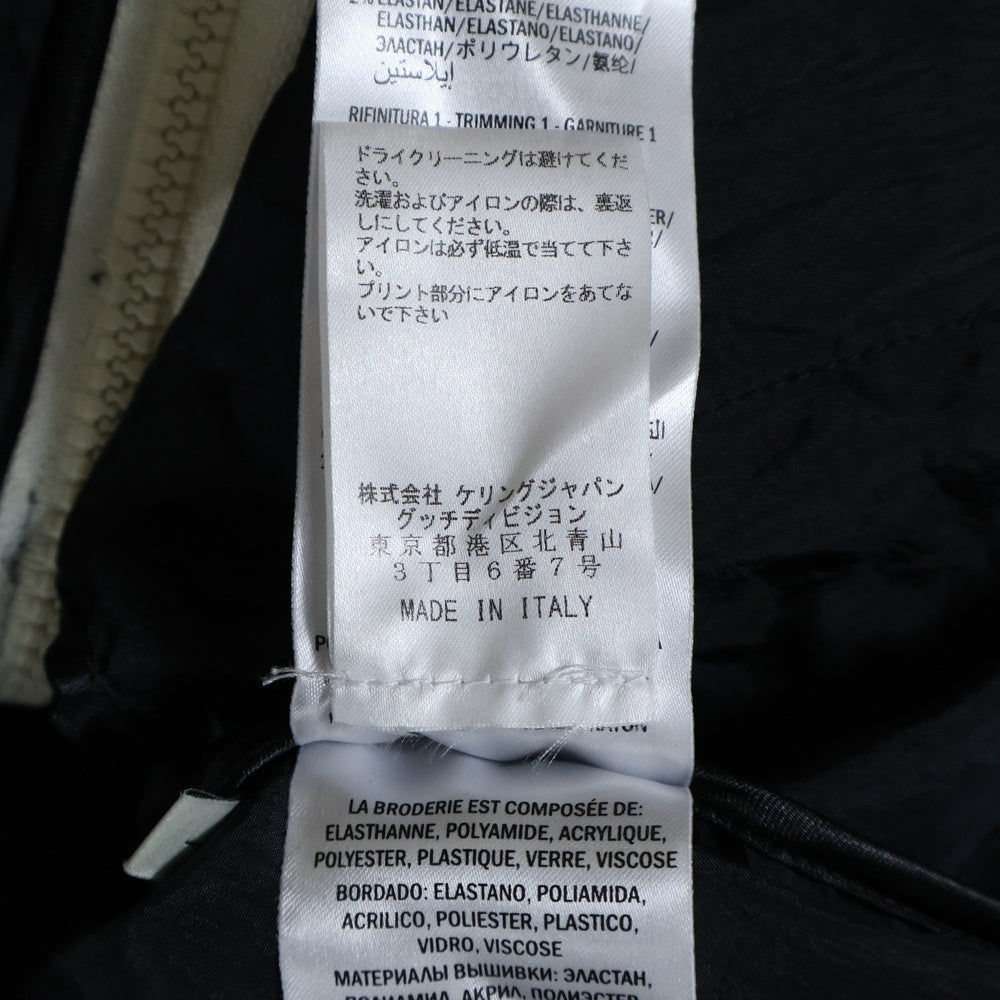 2% ELASTAN/ELASTANE/ELASTHANNE/
ELASTHAN/ELASTANO/ELASTANO/
ЭЛАСТАН/ポリウレタン/氨纶/
إيلاستين
RIFINITURA 1 - TRIMMING 1 - GARNITURE 1
ドライクリーニングは避けてくだ
さい。
洗濯およびアイロンの際は、裏返
しにしてください。
アイロンは必ず低温で当てて下さ
い。
プリント部分にアイロンをあてな
いで下さい
株式会社 ケリングジャパン
グッチディビジョン
東京都港区北青山
3丁目6番7号
MADE IN ITALY
LA BRODERIE EST COMPOSÉE DE:
ELASTHANNE, POLYAMIDE, ACRYLIQUE,
POLYESTER, PLASTIQUE, VERRE, VISCOSE
BORDADO: ELASTANO, POLIAMIDA,
ACRILICO, POLIESTER, PLASTICO,
VIDRO, VISCOSE
МАТЕРИАЛЫ ВЫШИВКИ: ЭЛАСТАН,
ПОЛИАМИД, АКРИЛ, ПОЛИЭСТЕР